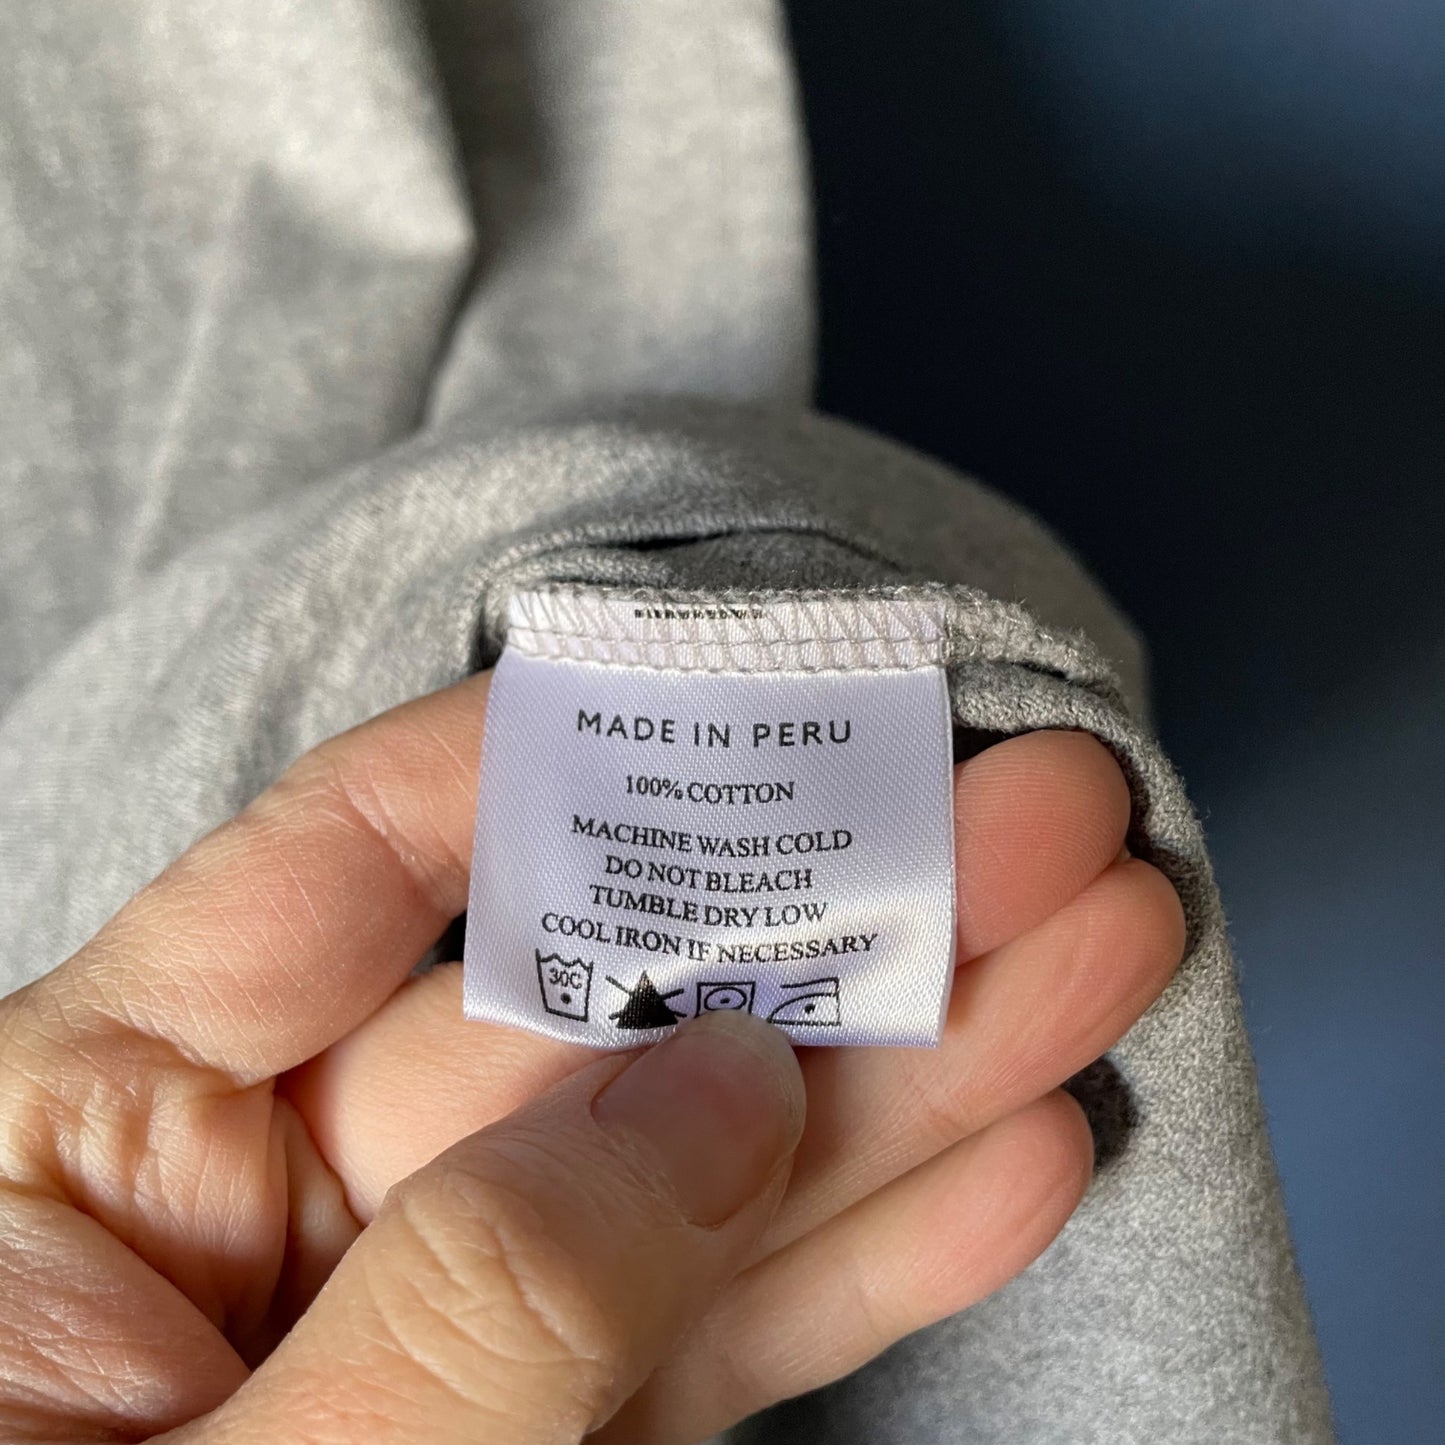 MADE IN PERU
100% COTTON
MACHINE WASH COLD
DO NOT BLEACH
TUMBLE DRY LOW
COOL IRON IF NECESSARY
30C